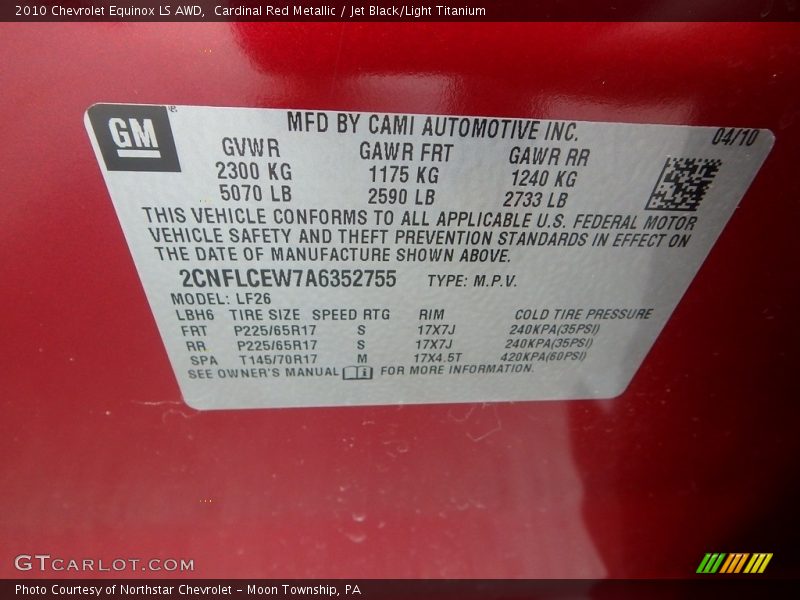 2010 Chevrolet Equinox LS AWD, Cardinal Red Metallic / Jet Black/Light Titanium
GM
MFD BY CAMI AUTOMOTIVE INC. 04/10
GVWR GAWR FRT GAWR RR
2300 KG 1175 KG 1240 KG
5070 LB 2590 LB 2733 LB
THIS VEHICLE CONFORMS TO ALL APPLICABLE U.S. FEDERAL MOTOR
VEHICLE SAFETY AND THEFT PREVENTION STANDARDS IN EFFECT ON
THE DATE OF MANUFACTURE SHOWN ABOVE.
2CNFLCEW7A6352755 TYPE: M.P.V.
MODEL: LF26
LBH6 TIRE SIZE SPEED RTG RIM COLD TIRE PRESSURE
FRT P225/65R17 S 17X7J 240KPA(35PSI)
RR P225/65R17 S 17X7J 240KPA(35PSI)
SPA T145/70R17 M 17X4.5T 420KPA(60PSI)
SEE OWNER'S MANUAL FOR MORE INFORMATION.
GTCARLOT.COM
Photo Courtesy of Northstar Chevrolet - Moon Township, PA